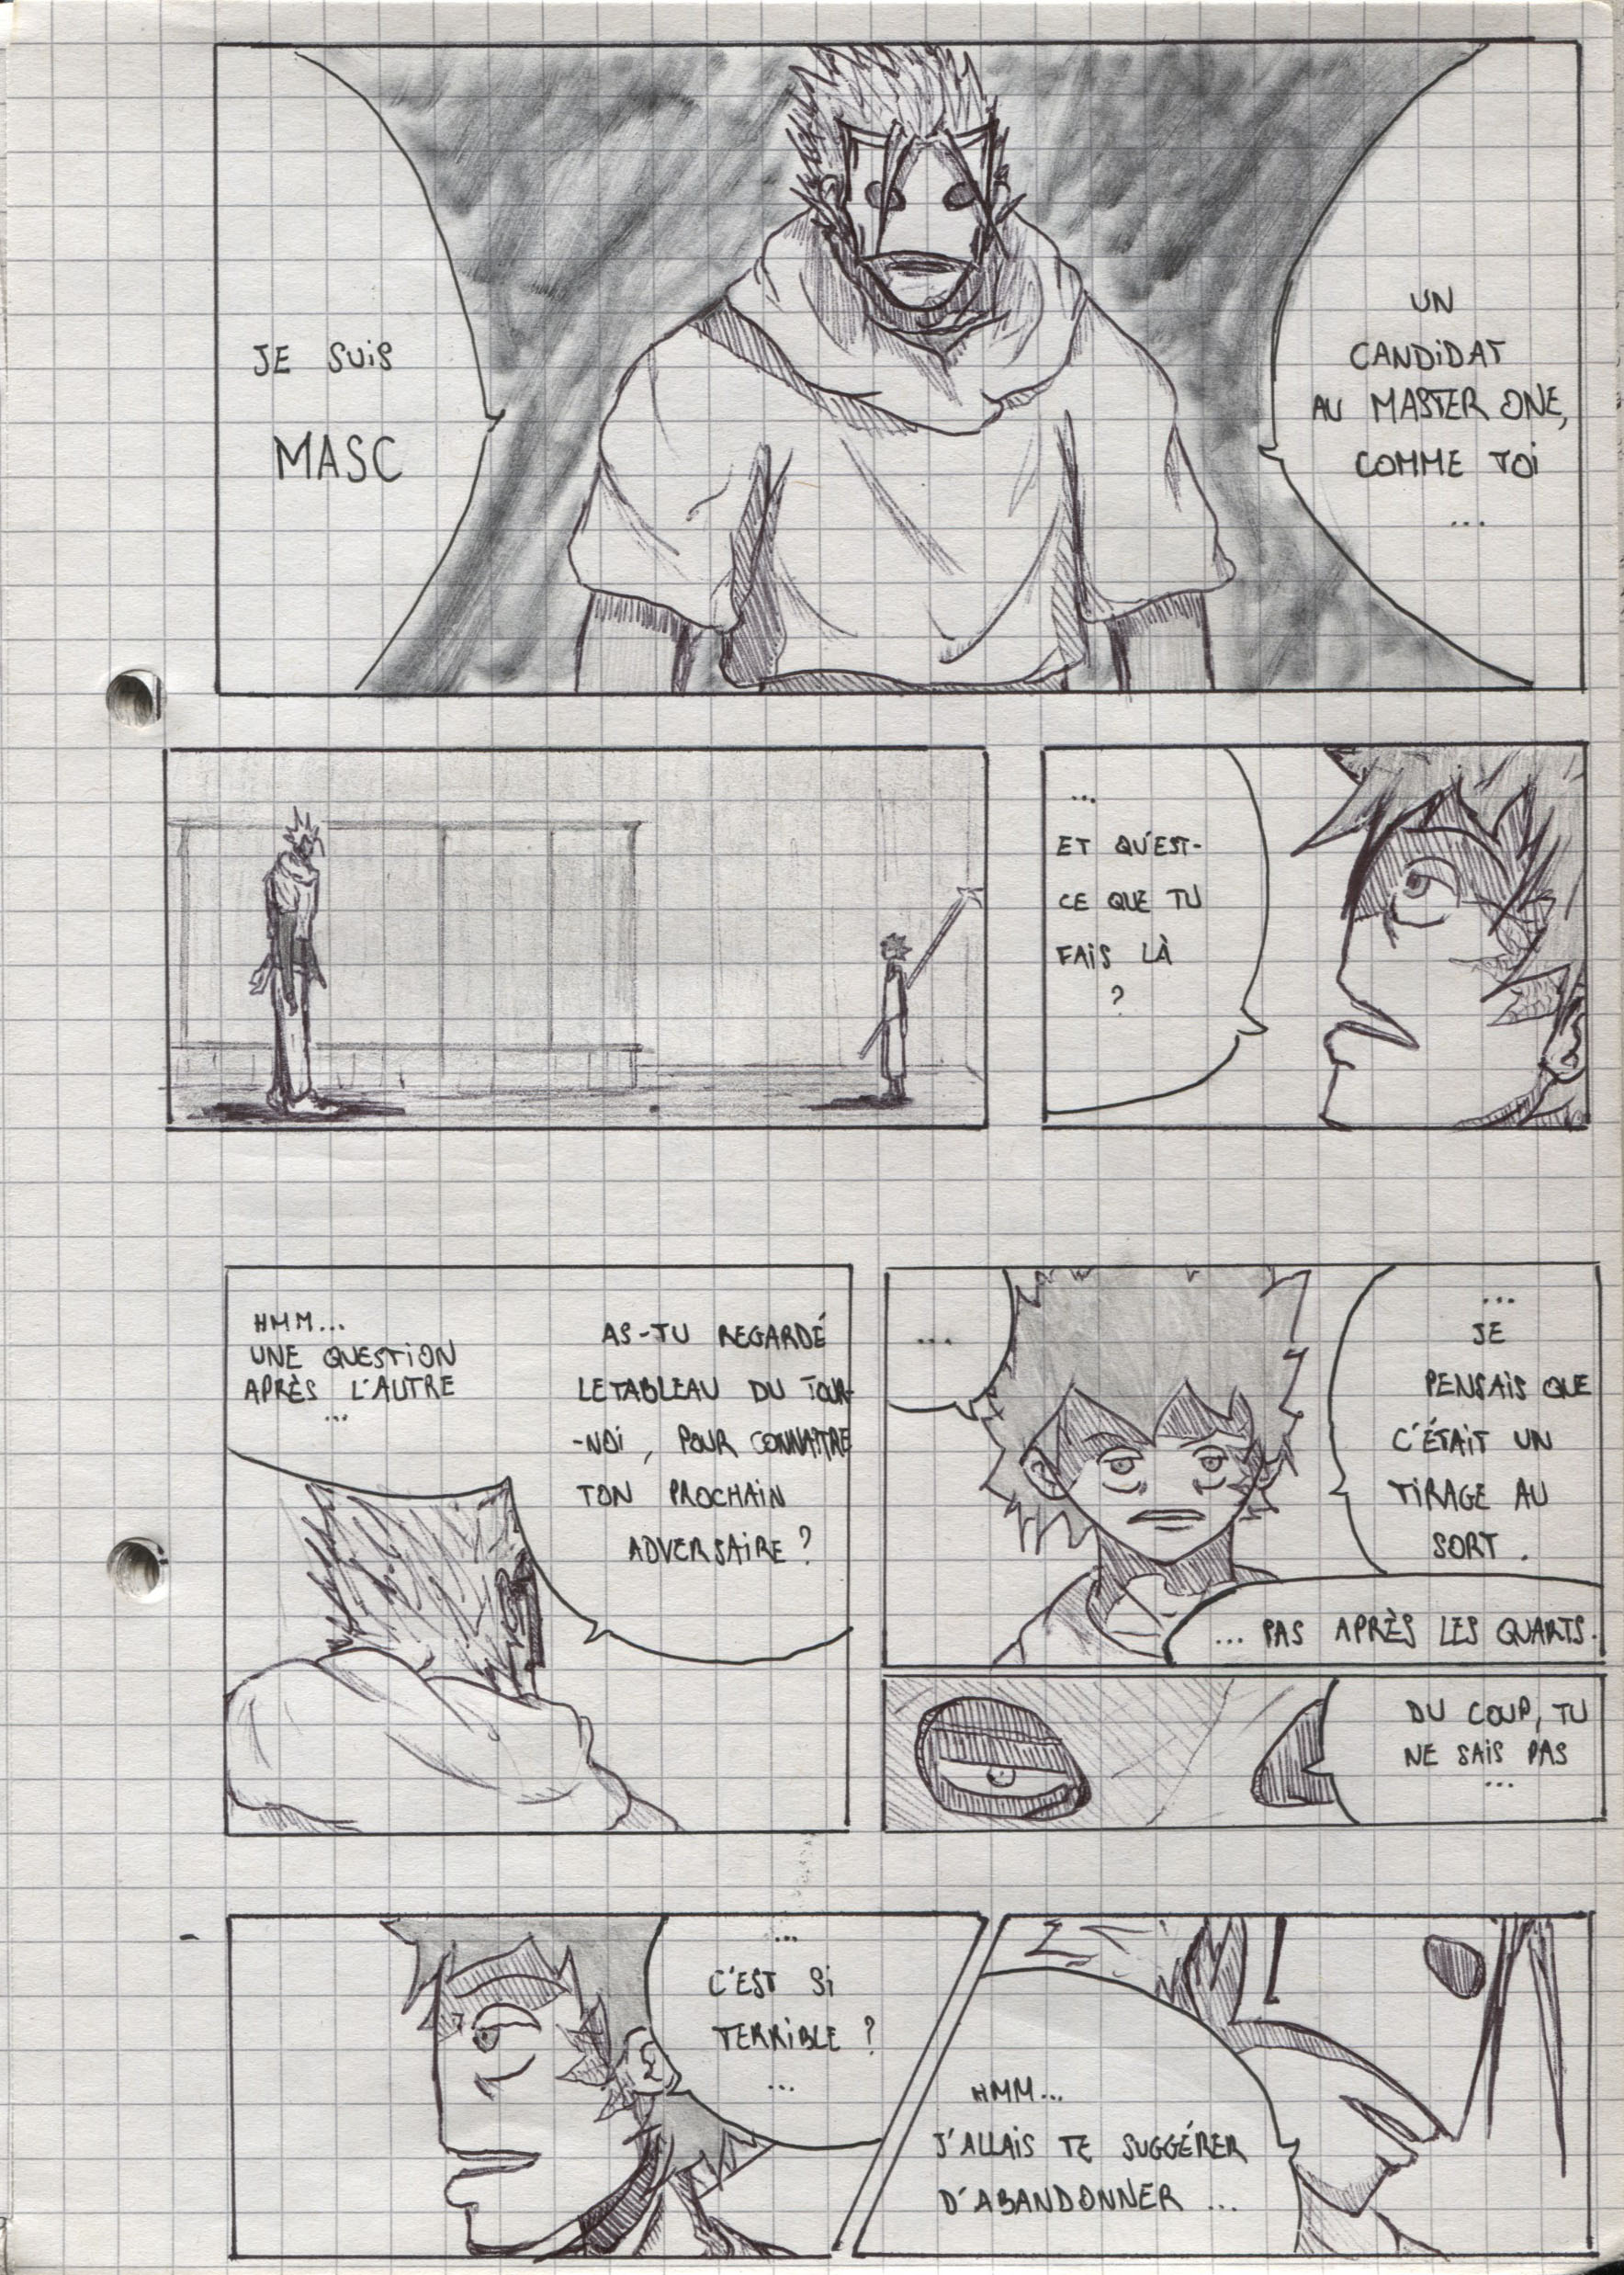 JE SUIS
MASC
UN
CANDIDAT
AU MASTER ONE,
COMME TOI
...
...
ET QU'EST-
CE QUE TU
FAIS LÀ
?
HMM...
UNE QUESTION
APRÈS L'AUTRE
...
AS-TU REGARDÉ
LE TABLEAU DU TOUR-
-NOI, POUR CONNAITRE
TON PROCHAIN
ADVERSAIRE ?
...
...
JE
PENSAIS QUE
C'ÉTAIT UN
TIRAGE AU
SORT.
... PAS APRÈS LES QUARTS.
DU COUP, TU
NE SAIS PAS
...
...
C'EST SI
TERRIBLE ?
...
HMM...
J'ALLAIS TE SUGGÉRER
D'ABANDONNER ...